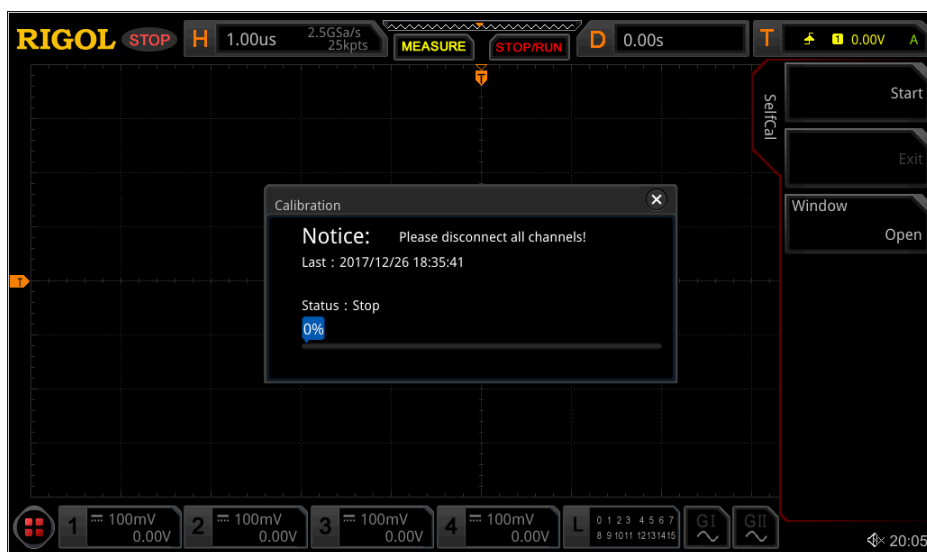 RIGOL STOP H 1.00us 2.5GSa/s 25kpts MEASURE STOP/RUN D 0.00s T 1 0.00V A
T
SelfCal
Start
Exit
Window
Open
Calibration
Notice: Please disconnect all channels!
Last : 2017/12/26 18:35:41
T
Status : Stop
0%
1 100mV 0.00V
2 100mV 0.00V
3 100mV 0.00V
4 100mV 0.00V
L 0 1 2 3 4 5 6 7
8 9 10 11 12 13 14 15
GI
GII
20:05